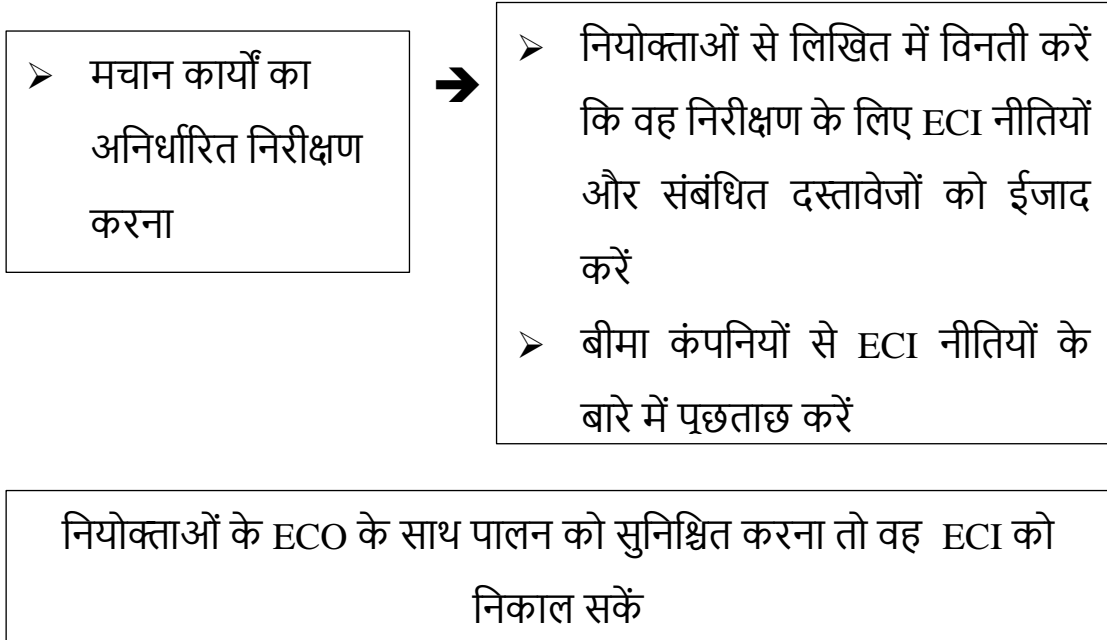 ➢ मचान कार्यों का
अनिर्धारित निरीक्षण
करना
➔
➢ नियोक्ताओं से लिखित में विनती करें
कि वह निरीक्षण के लिए ECI नीतियों
और संबंधित दस्तावेजों को ईजाद
करें
➢ बीमा कंपनियों से ECI नीतियों के
बारे में पूछताछ करें
नियोक्ताओं के ECO के साथ पालन को सुनिश्चित करना तो वह ECI को
निकाल सकें